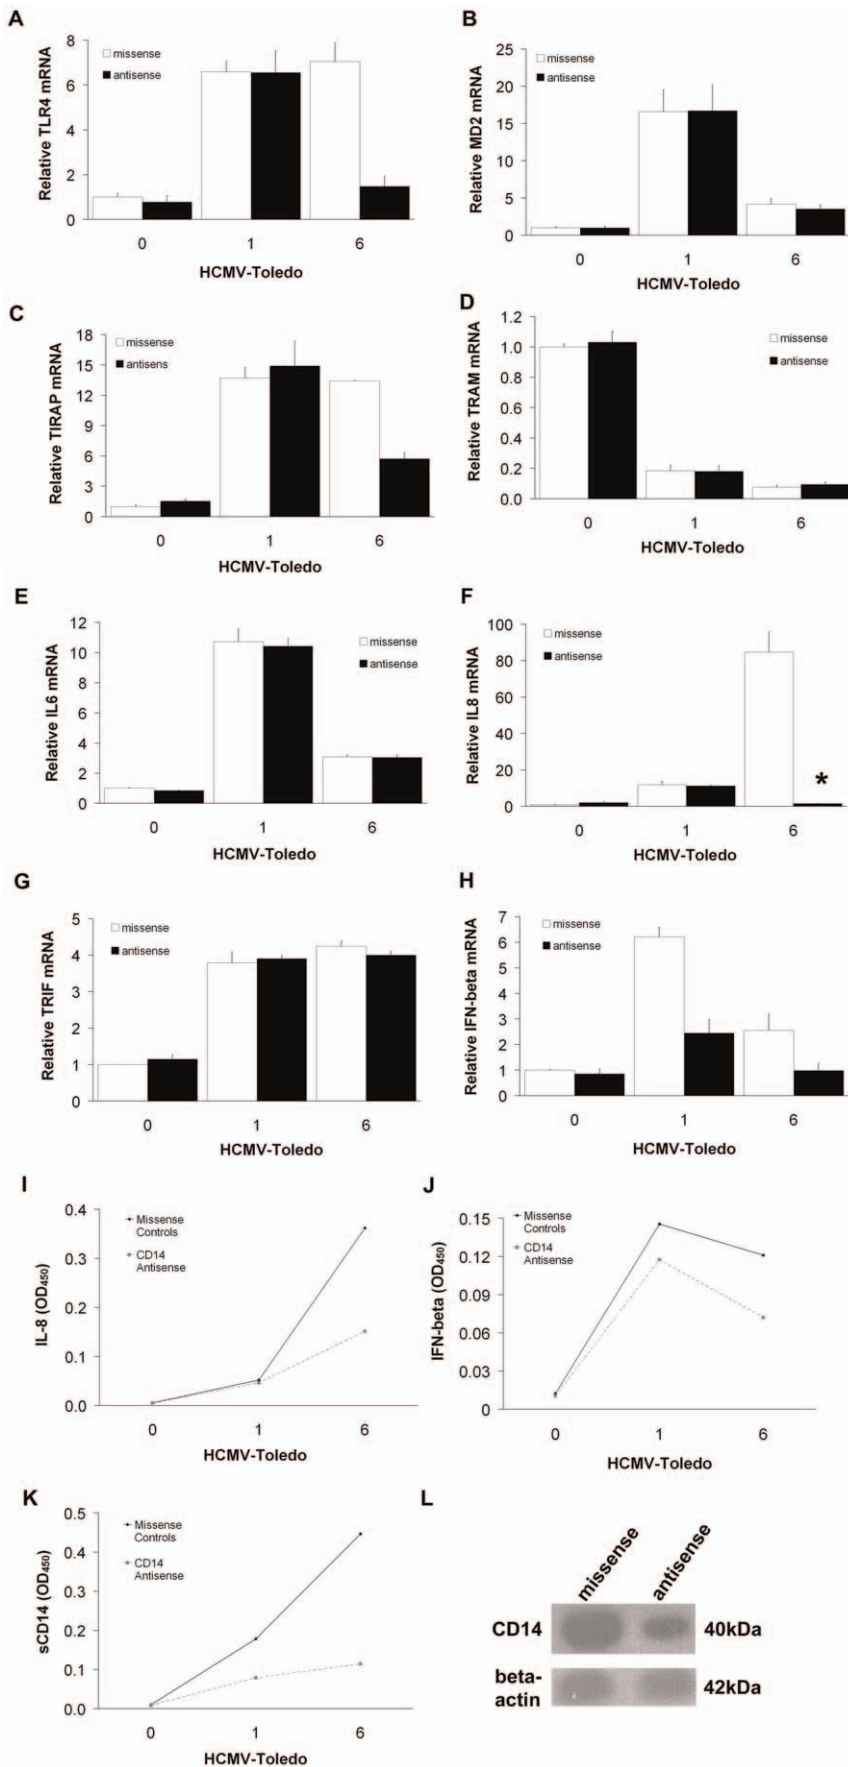 A
Relative TLR4 mRNA
8
6
4
2
0
missense
antisense
0 1 6
HCMV-Toledo
B
Relative MD2 mRNA
25
20
15
10
5
0
missense
antisense
0 1 6
HCMV-Toledo
C
Relative TIRAP mRNA
18
15
12
9
6
3
0
missense
antisens
0 1 6
HCMV-Toledo
D
Relative TRAM mRNA
1.2
1.0
0.8
0.6
0.4
0.2
0.0
missense
antisense
0 1 6
HCMV-Toledo
E
Relative IL6 mRNA
12
10
8
6
4
2
0
missense
antisense
0 1 6
HCMV-Toledo
F
Relative IL8 mRNA
100
80
60
40
20
0
missense
antisense
*
0 1 6
HCMV-Toledo
G
Relative TRIF mRNA
5
4
3
2
1
0
missense
antisense
0 1 6
HCMV-Toledo
H
Relative IFN-beta mRNA
7
6
5
4
3
2
1
0
missense
antisense
0 1 6
HCMV-Toledo
I
IL-8 (OD450)
0.4
0.3
0.2
0.1
0.0
Missense
Controls
CD14
Antisense
0 1 6
HCMV-Toledo
J
IFN-beta (OD450)
0.15
0.12
0.09
0.06
0.03
0
Missense
Controls
CD14
Antisense
0 1 6
HCMV-Toledo
K
sCD14 (OD450)
0.5
0.4
0.3
0.2
0.1
0.0
Missense
Controls
CD14
Antisense
0 1 6
HCMV-Toledo
L
missense antisense
CD14 40kDa
beta-
actin 42kDa